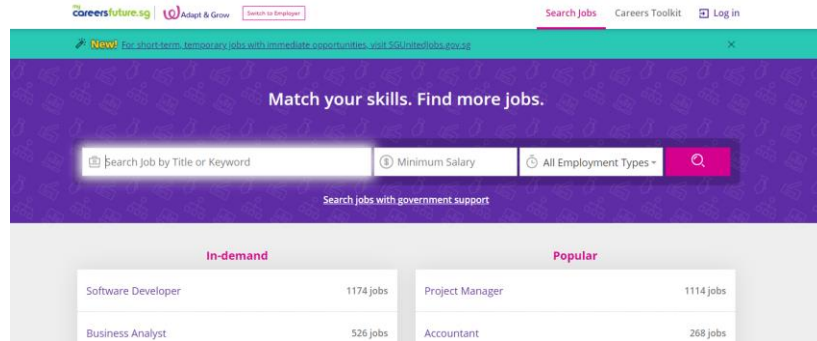 my
careersfuture.sg Adapt & Grow Switch to Employer Search Jobs Careers Toolkit Log in
New! For short-term, temporary jobs with immediate opportunities, visit SGUnitedJobs.gov.sg
Match your skills. Find more jobs.
Search Job by Title or Keyword Minimum Salary All Employment Types
Search jobs with government support
In-demand Popular
Software Developer 1174 jobs Project Manager 1114 jobs
Business Analyst 526 jobs Accountant 268 jobs